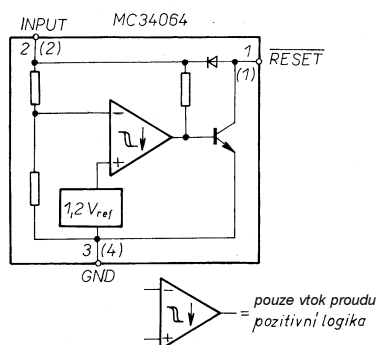 INPUT
MC34064
2 (2)
1
(1)
RESET
−
+
1,2 Vref
3 (4)
GND
−
+
= pouze vtok proudu
pozitivní logika